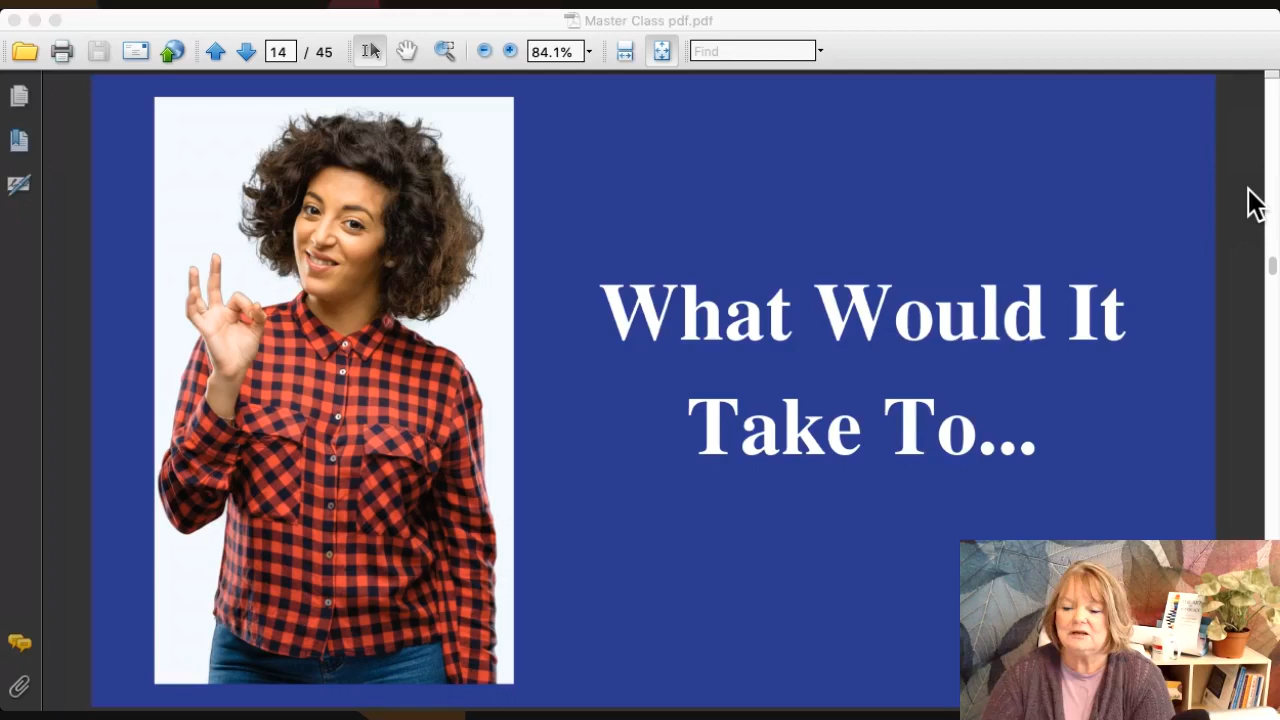 Master Class pdf.pdf
14 / 45
84.1%
Find
What Would It
Take To...